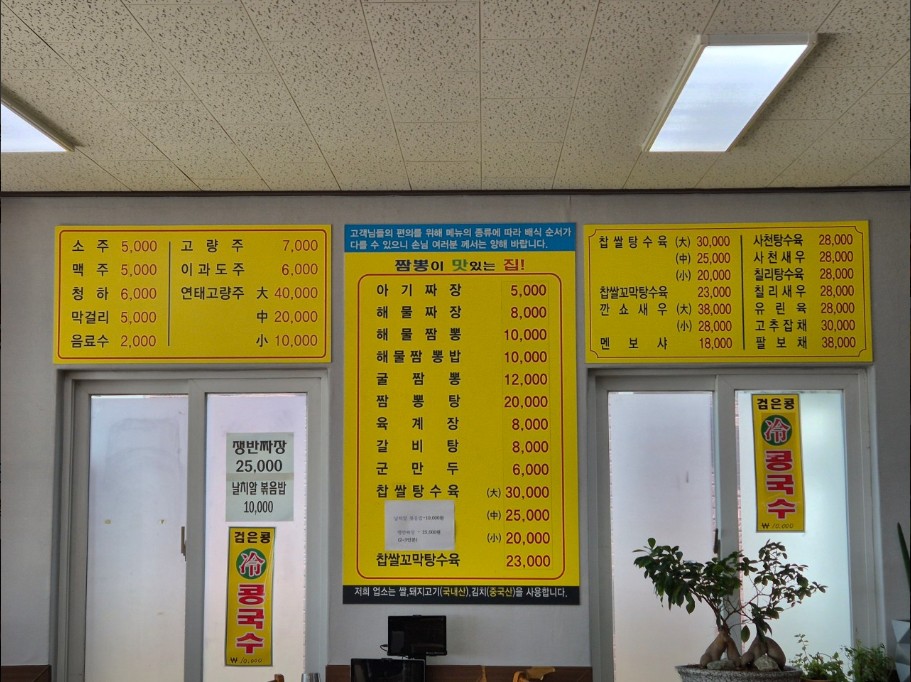 소주 5,000
맥주 5,000
청하 6,000
막걸리 5,000
음료수 2,000
고량주 7,000
이과도주 6,000
연태고량주 大 40,000
中 20,000
小 10,000
고객님들의 편의를 위해 메뉴의 종류에 따라 배식 순서가
다를 수 있으니 손님 여러분 께서는 양해 바랍니다.
짬뽕이 맛있는 집!
아기짜장 5,000
해물짜장 8,000
해물짬뽕 10,000
해물짬뽕밥 10,000
굴짬뽕 12,000
짬뽕탕 20,000
육계장 8,000
갈비탕 8,000
군만두 6,000
찹쌀탕수육 (大) 30,000
(中) 25,000
(小) 20,000
찹쌀꼬막탕수육 23,000
저희 업소는 쌀,돼지고기(국내산),김치(중국산)을 사용합니다.
찹쌀탕수육 (大) 30,000
(中) 25,000
(小) 20,000
찹쌀꼬막탕수육 23,000
깐쇼새우 (大) 38,000
(小) 28,000
멘보샤 18,000
사천탕수육 28,000
사천새우 28,000
칠리탕수육 28,000
칠리새우 28,000
유린육 28,000
고추잡채 30,000
팔보채 38,000
쟁반짜장
25,000
날치알 볶음밥
10,000
검은콩
冷
콩국수
₩10,000
검은콩
冷
콩국수
₩10,000